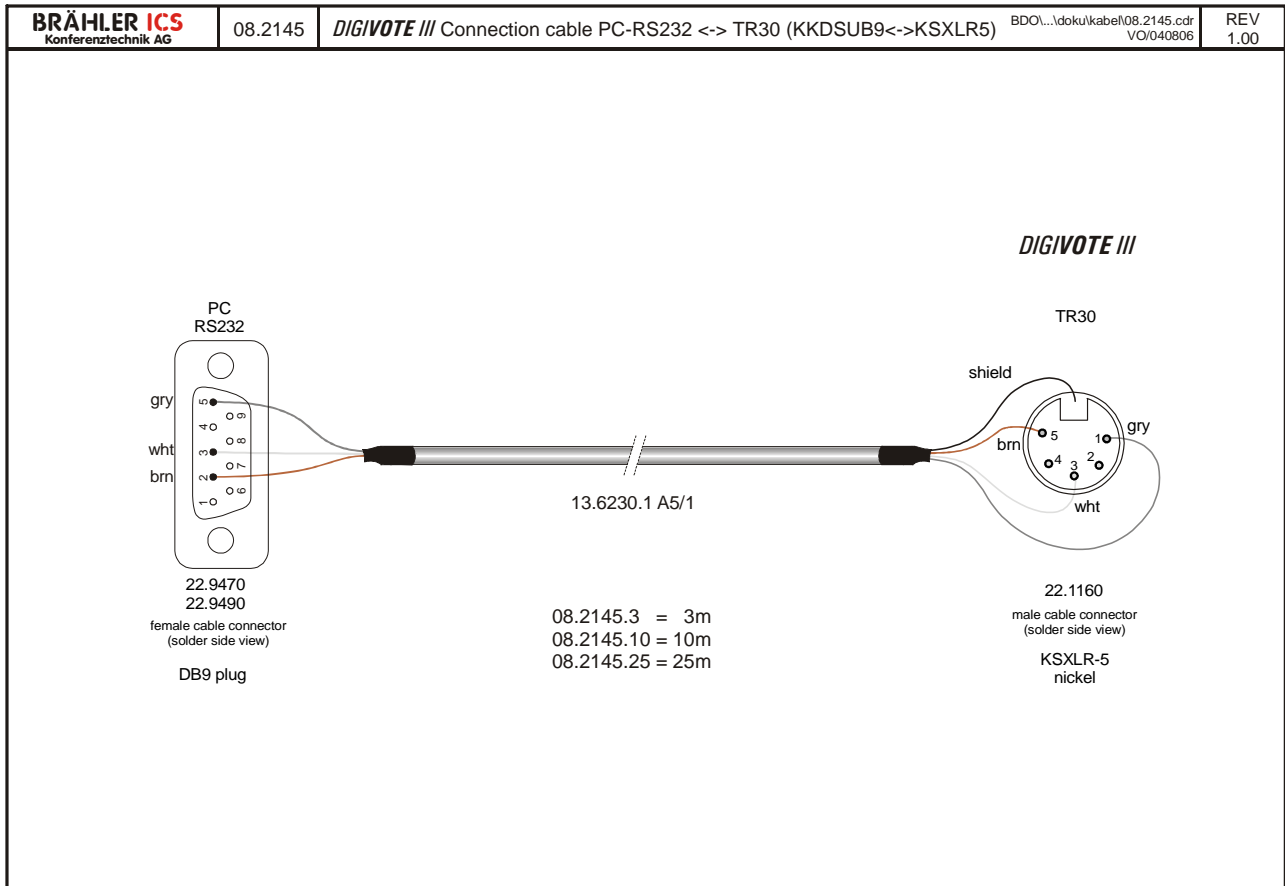 BRÄHLER ICS
Konferenztechnik AG
08.2145
DIGIVOTE III Connection cable PC-RS232 <-> TR30 (KKDSUB9<->KSXLR5)
BDO\...\doku\kabel\08.2145.cdr
VO/040806
REV
1.00
DIGIVOTE III
PC
RS232
TR30
shield
gry
wht
brn
5
4
3
2
1
9
8
7
6
brn
gry
wht
5
1
4
3
2
13.6230.1 A5/1
22.9470
22.9490
female cable connector
(solder side view)
DB9 plug
08.2145.3 = 3m
08.2145.10 = 10m
08.2145.25 = 25m
22.1160
male cable connector
(solder side view)
KSXLR-5
nickel